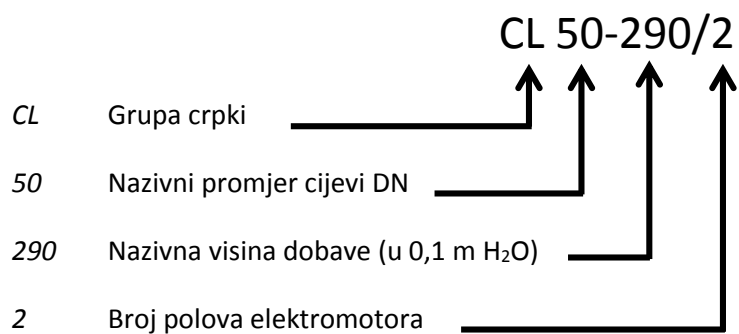 CL 50-290/2
CL Grupa crpki
50 Nazivni promjer cijevi DN
290 Nazivna visina dobave (u 0,1 m H₂O)
2 Broj polova elektromotora